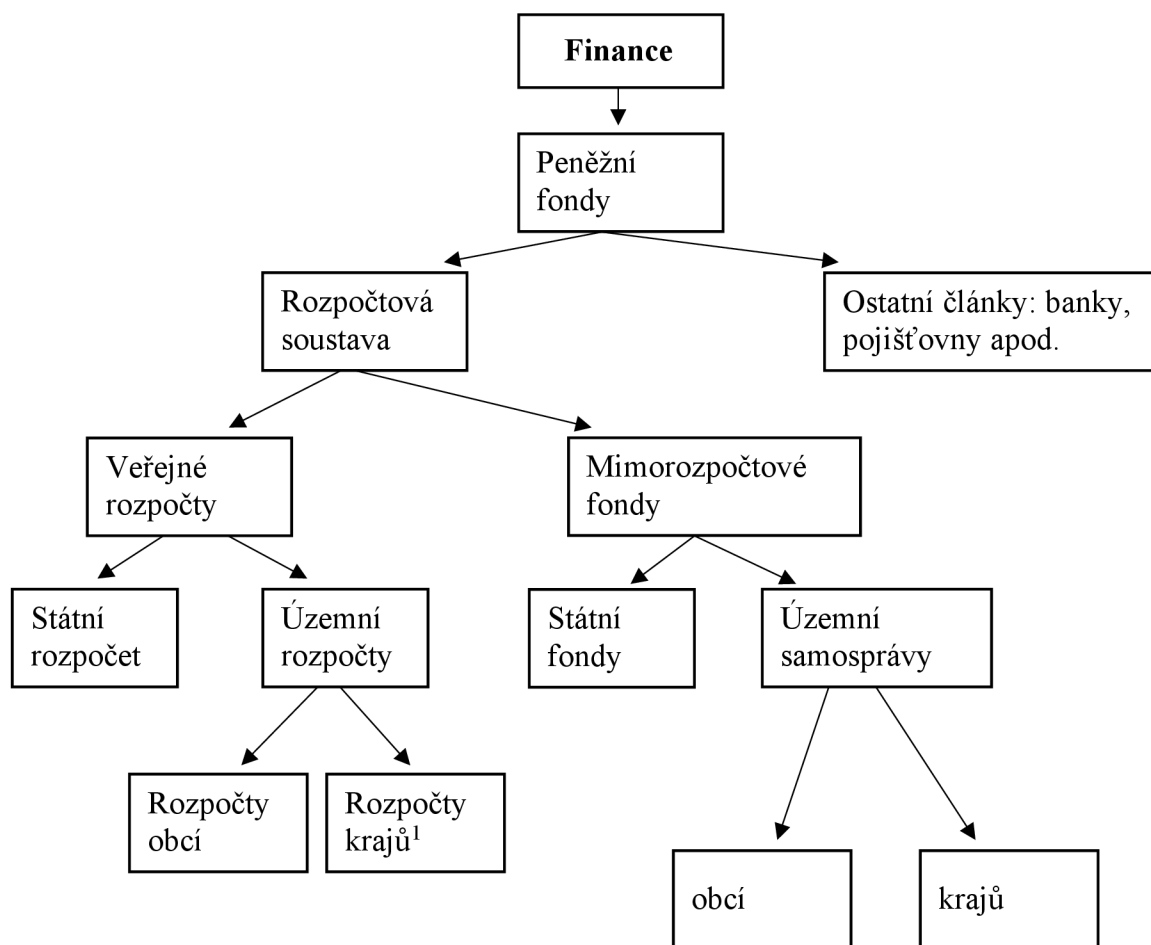 Finance
Peněžní
fondy
Rozpočtová
soustava
Ostatní články: banky,
pojišťovny apod.
Veřejné
rozpočty
Mimorozpočtové
fondy
Státní
rozpočet
Územní
rozpočty
Státní
fondy
Územní
samosprávy
Rozpočty
obcí
Rozpočty
krajů¹
obcí
krajů